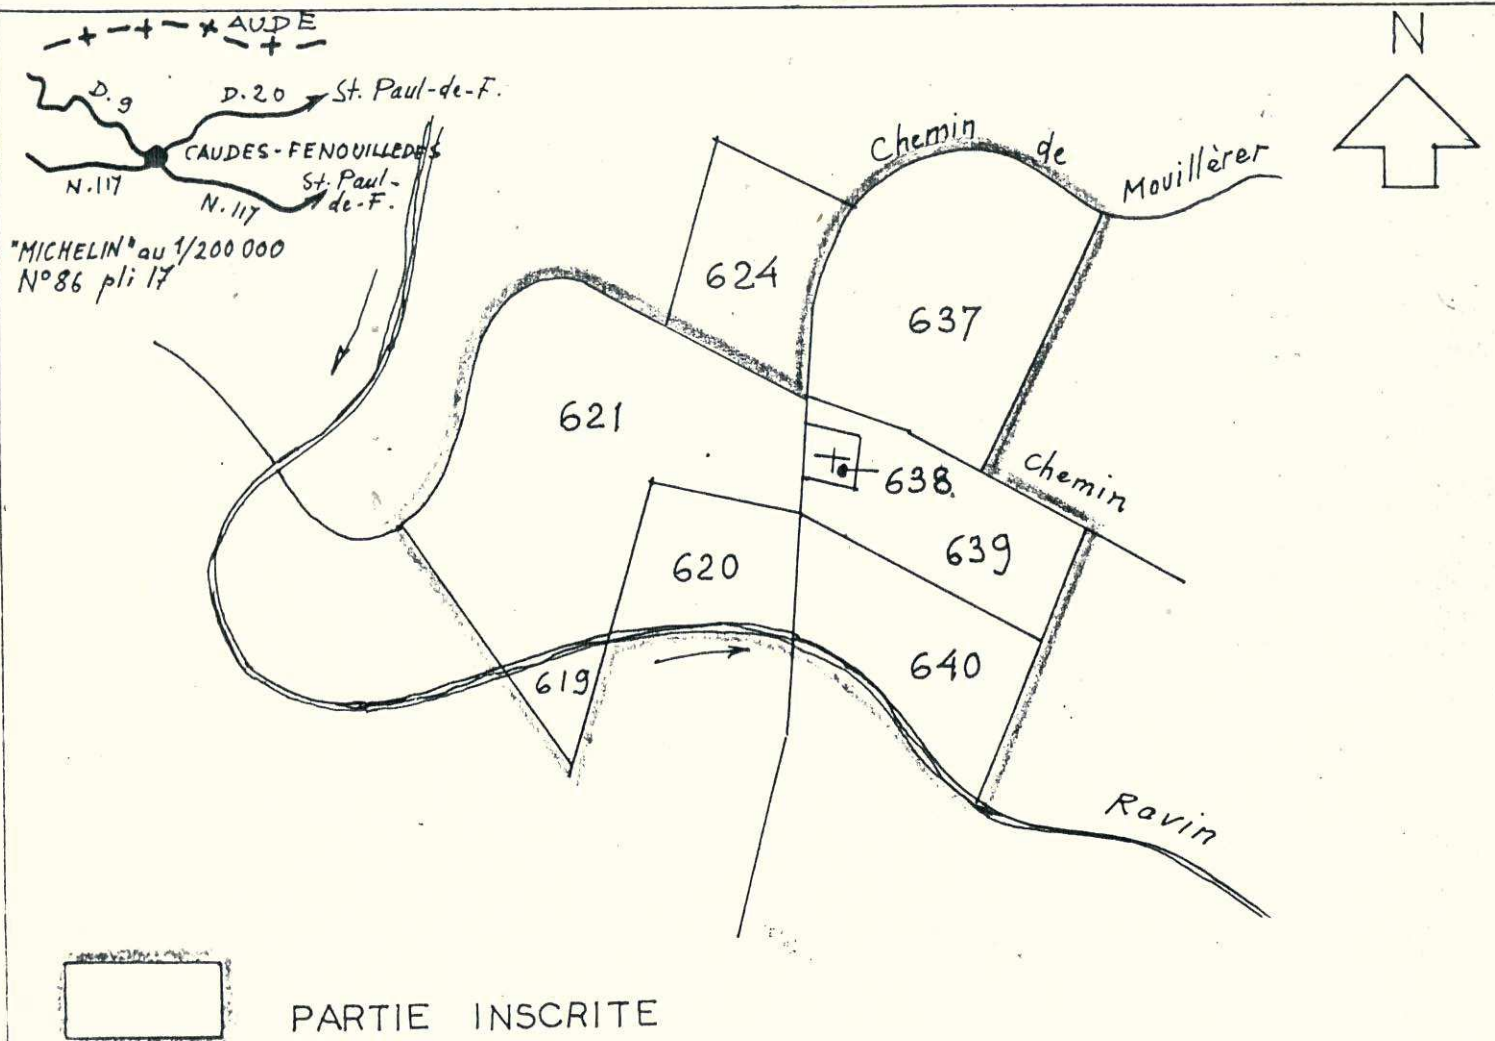 AUDE
D.9
D.20
St. Paul-de-F.
CAUDES-FENOUILLEDES
N.117
N.117
St. Paul-
de-F.
"MICHELIN" au 1/200 000
N° 86 pli 17
N
Chemin de Mouillèrer
624
637
621
638
Chemin
639
620
640
619
Ravin
PARTIE INSCRITE